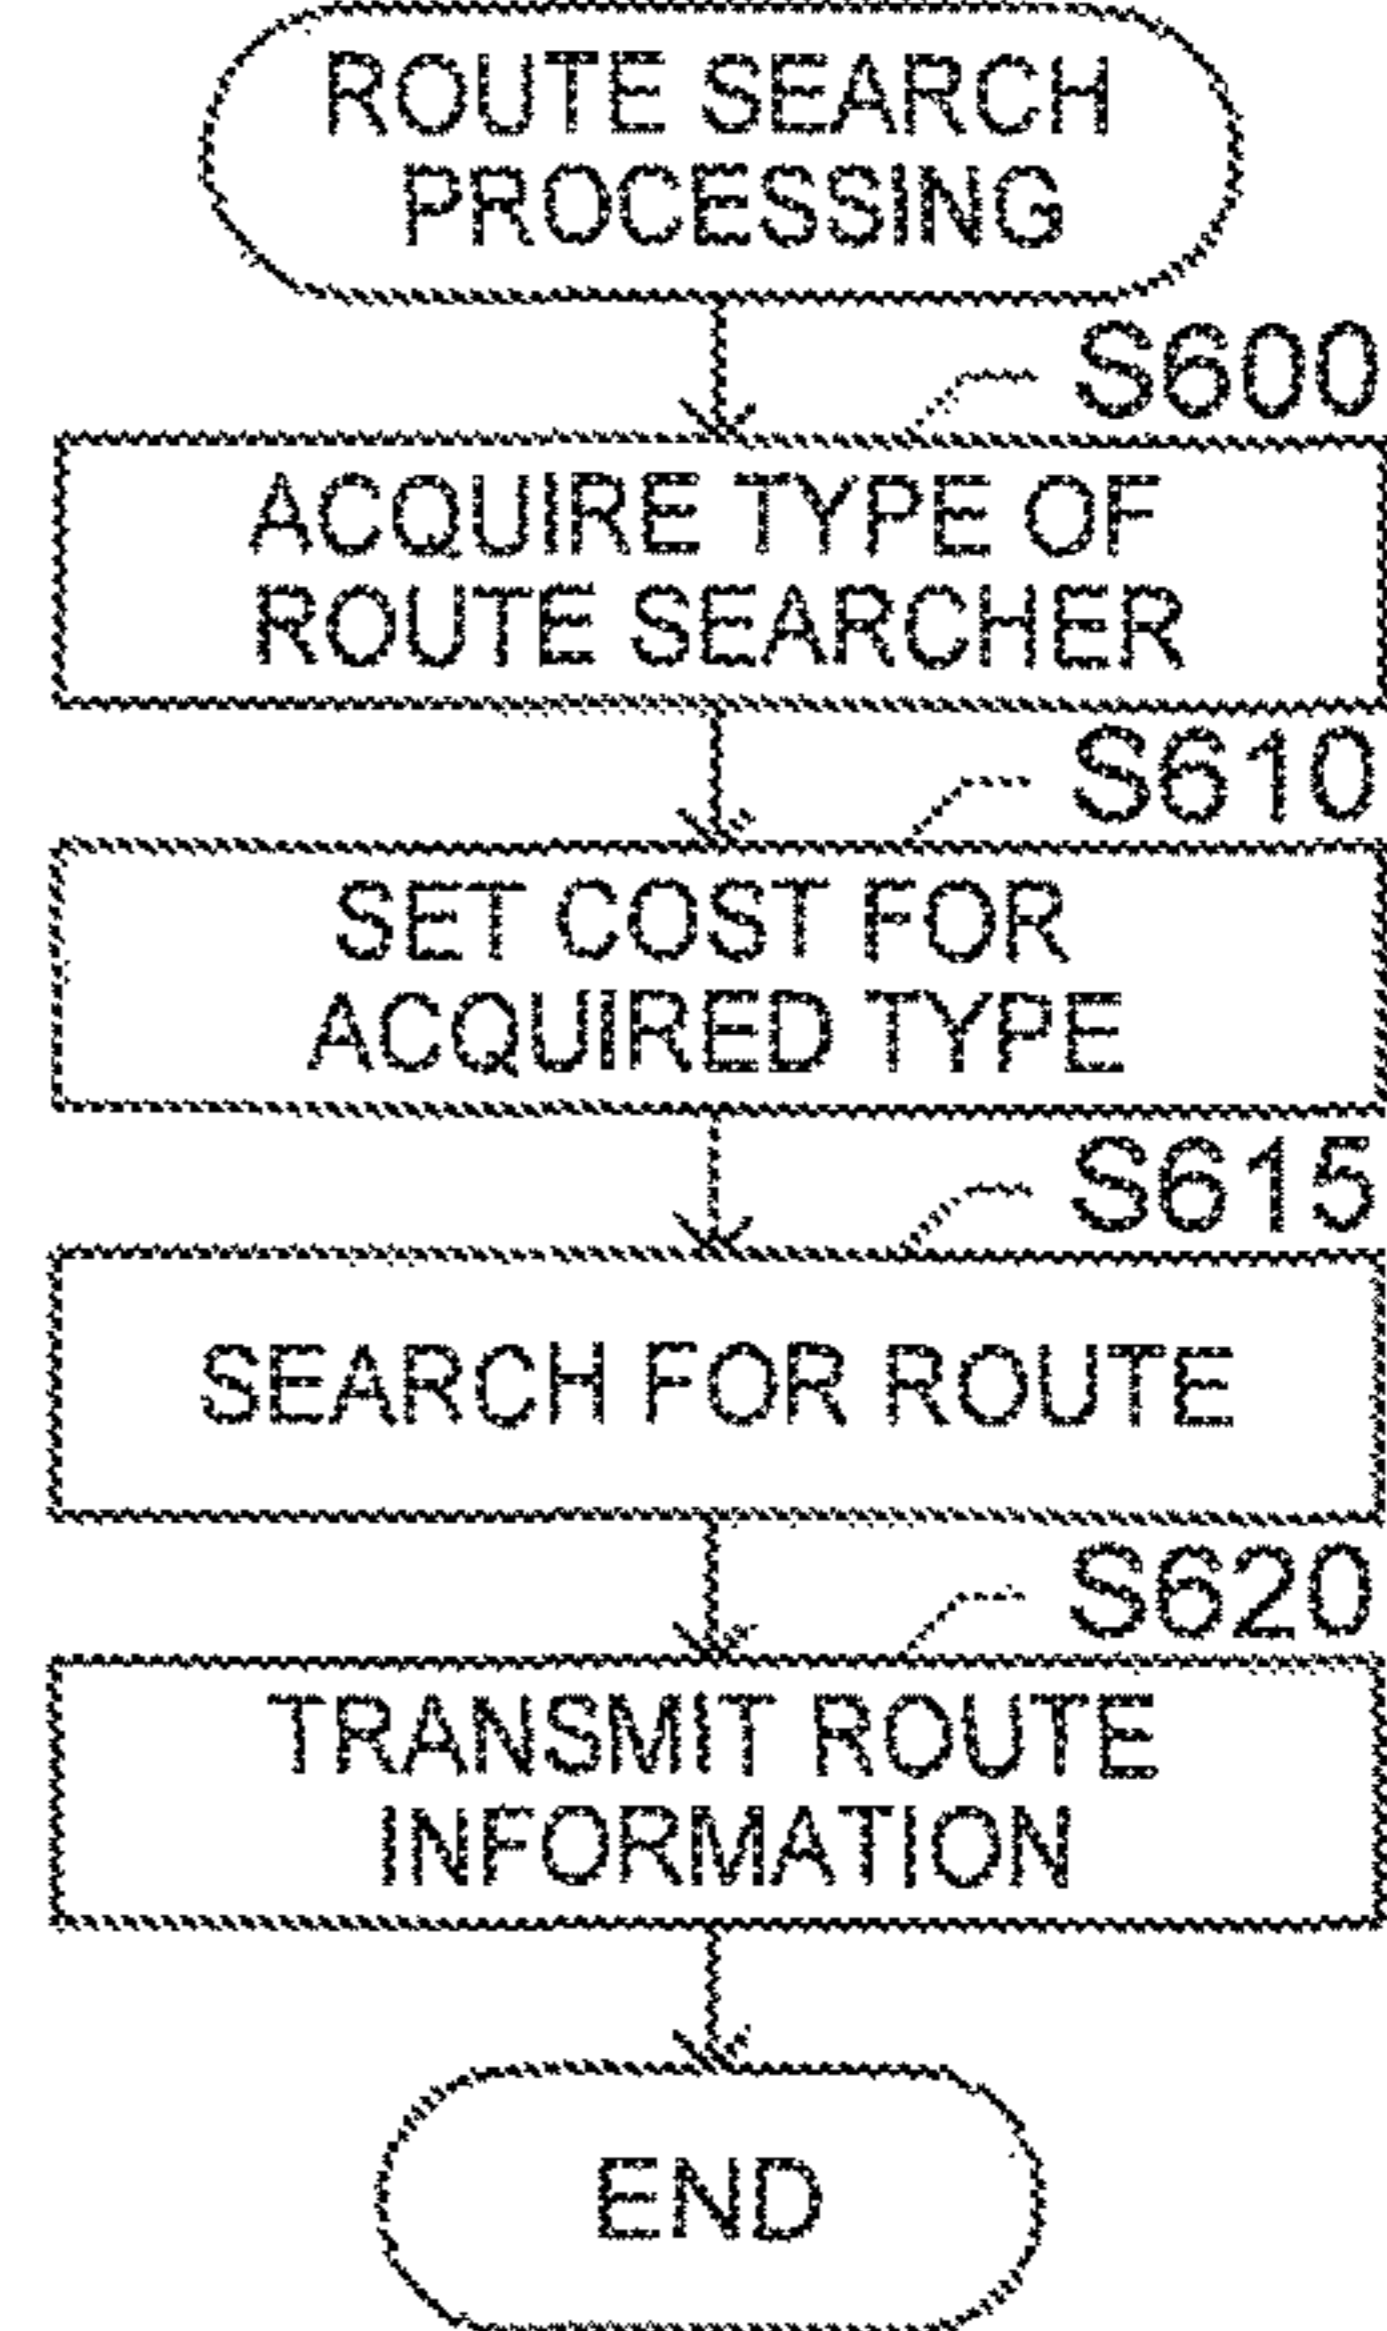 ROUTE SEARCH
PROCESSING
S600
ACQUIRE TYPE OF
ROUTE SEARCHER
S610
SET COST FOR
ACQUIRED TYPE
S615
SEARCH FOR ROUTE
S620
TRANSMIT ROUTE
INFORMATION
END